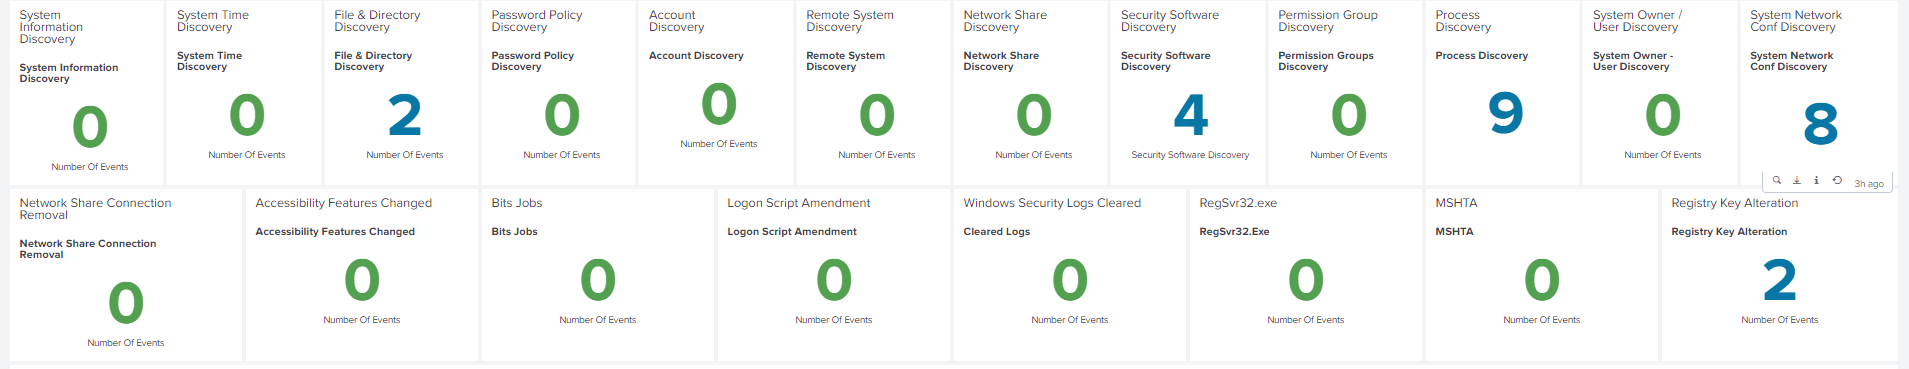 System
Information
Discovery
System Information
Discovery
0
Number Of Events
System Time
Discovery
System Time
Discovery
0
Number Of Events
File & Directory
Discovery
File & Directory
Discovery
2
Number Of Events
Password Policy
Discovery
Password Policy
Discovery
0
Number Of Events
Account
Discovery
Account Discovery
0
Number Of Events
Remote System
Discovery
Remote System
Discovery
0
Number Of Events
Network Share
Discovery
Network Share
Discovery
0
Number Of Events
Security Software
Discovery
Security Software
Discovery
4
Security Software Discovery
Permission Group
Discovery
Permission Groups
Discovery
0
Number Of Events
Process
Discovery
Process Discovery
9
System Owner /
User Discovery
System Owner -
User Discovery
0
Number Of Events
System Network
Conf Discovery
System Network
Conf Discovery
8
3h ago
Network Share Connection
Removal
Network Share Connection
Removal
0
Number Of Events
Accessibility Features Changed
Accessibility Features Changed
0
Number Of Events
Bits Jobs
Bits Jobs
0
Number Of Events
Logon Script Amendment
Logon Script Amendment
0
Number Of Events
Windows Security Logs Cleared
Cleared Logs
0
Number Of Events
RegSvr32.exe
RegSvr32.Exe
0
Number Of Events
MSHTA
MSHTA
0
Number Of Events
Registry Key Alteration
Registry Key Alteration
2
Number Of Events